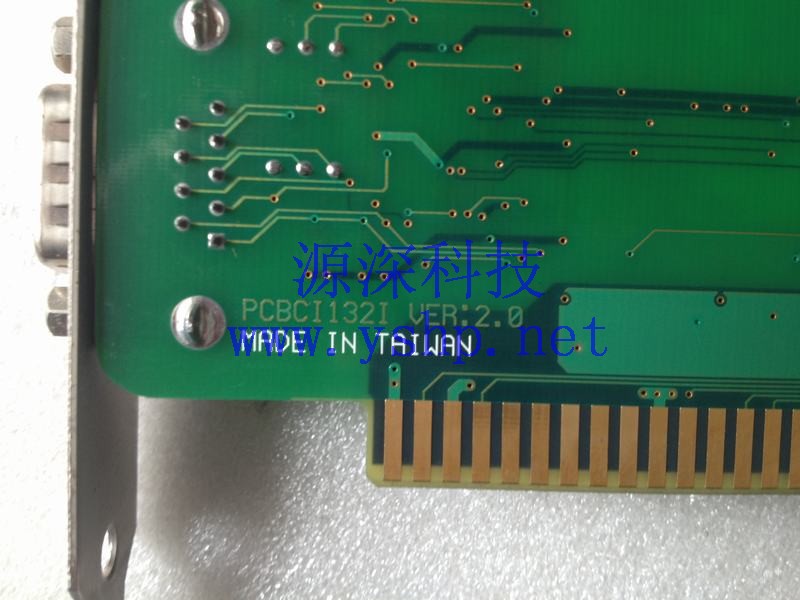 源深科技
PCBCI132I VER:2.0
MADE IN TAIWAN
www.yshp.net